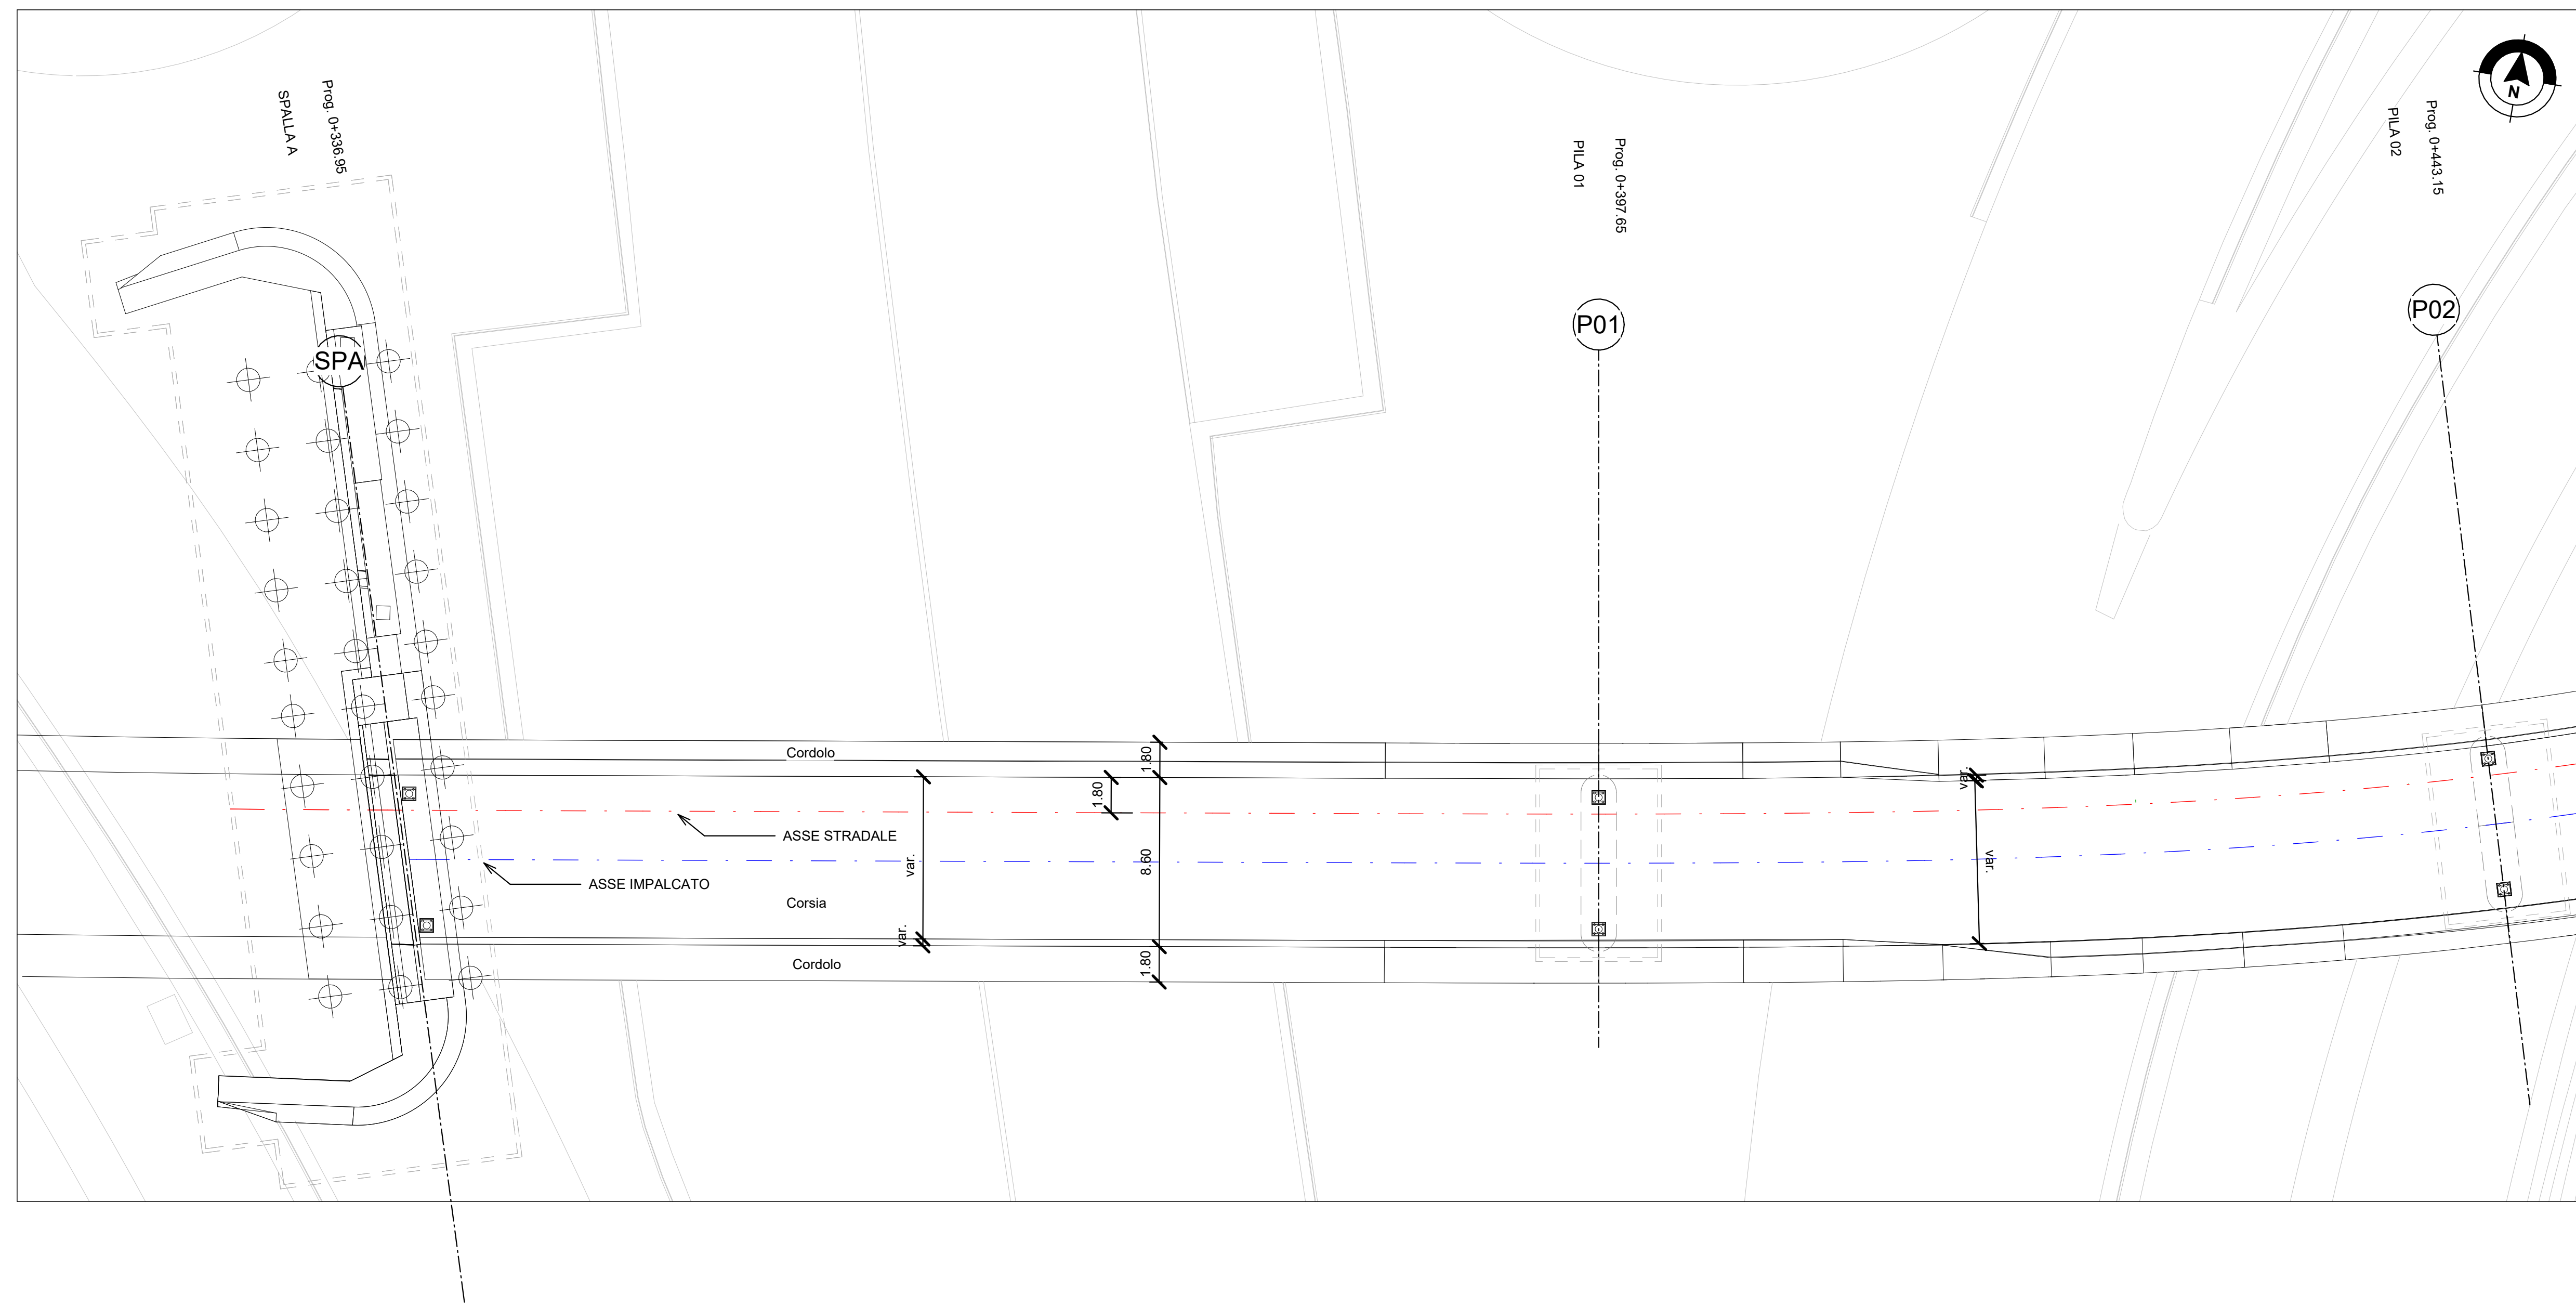 Prog. 0+336.95
SPALLA A
Prog. 0+397.65
PILA 01
Prog. 0+443.15
PILA 02
N
SPA
P01
P02
Cordolo
1.80
1.80
var.
ASSE STRADALE
var.
8.60
var.
ASSE IMPALCATO
Corsia
var.
Cordolo
1.80